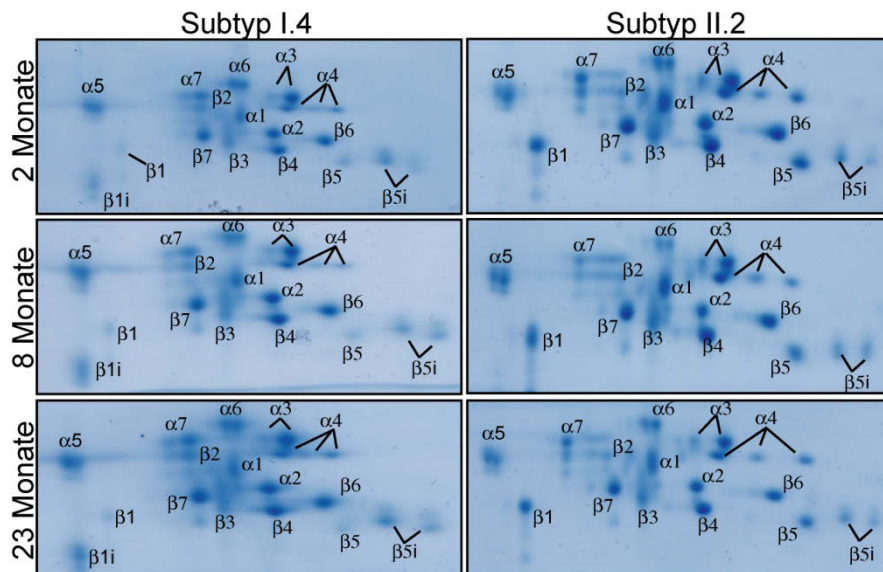 Subtyp I.4 Subtyp II.2
2 Monate
α5 α7 α6 α3 α4
β2 α1 α2 β6
β1 β7 β3 β4 β5
β1i β5i
α7 α6 α3 α4
α5 β2 α1 α2 β6
β1 β7 β3 β4 β5 β5i
8 Monate
α5 α7 α6 α3 α4
β2 α1 α2 β6
β1 β7 β3 β4 β5
β1i β5i
α5 α7 α6 α3 α4
β2 α1 α2 β6
β1 β7 β3 β4 β5 β5i
23 Monate
α5 α7 α6 α3 α4
β2 α1 α2 β6
β1 β7 β3 β4 β5
β1i β5i
α5 α7 α6 α3 α4
β2 α1 α2 β6
β1 β7 β3 β4 β5 β5i